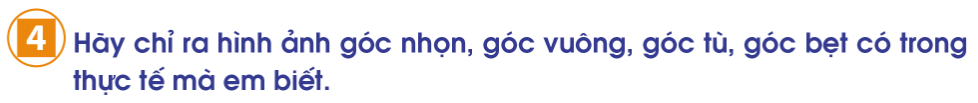 4 Hãy chỉ ra hình ảnh góc nhọn, góc vuông, góc tù, góc bẹt có trong
thực tế mà em biết.